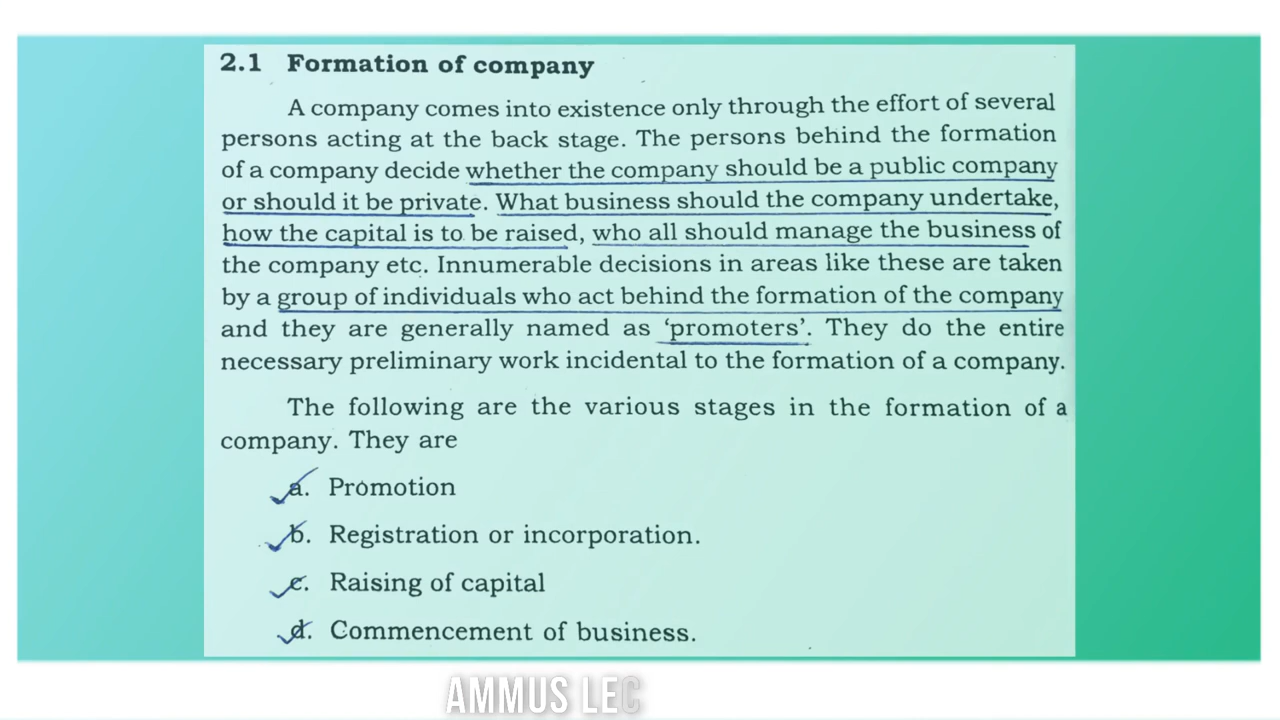 2.1 Formation of company
A company comes into existence only through the effort of several
persons acting at the back stage. The persons behind the formation
of a company decide whether the company should be a public company
or should it be private. What business should the company undertake,
how the capital is to be raised, who all should manage the business of
the company etc. Innumerable decisions in areas like these are taken
by a group of individuals who act behind the formation of the company
and they are generally named as ‘promoters’. They do the entire
necessary preliminary work incidental to the formation of a company.
The following are the various stages in the formation of a
company. They are
a. Promotion
b. Registration or incorporation.
c. Raising of capital
d. Commencement of business.
AMMUS LEC